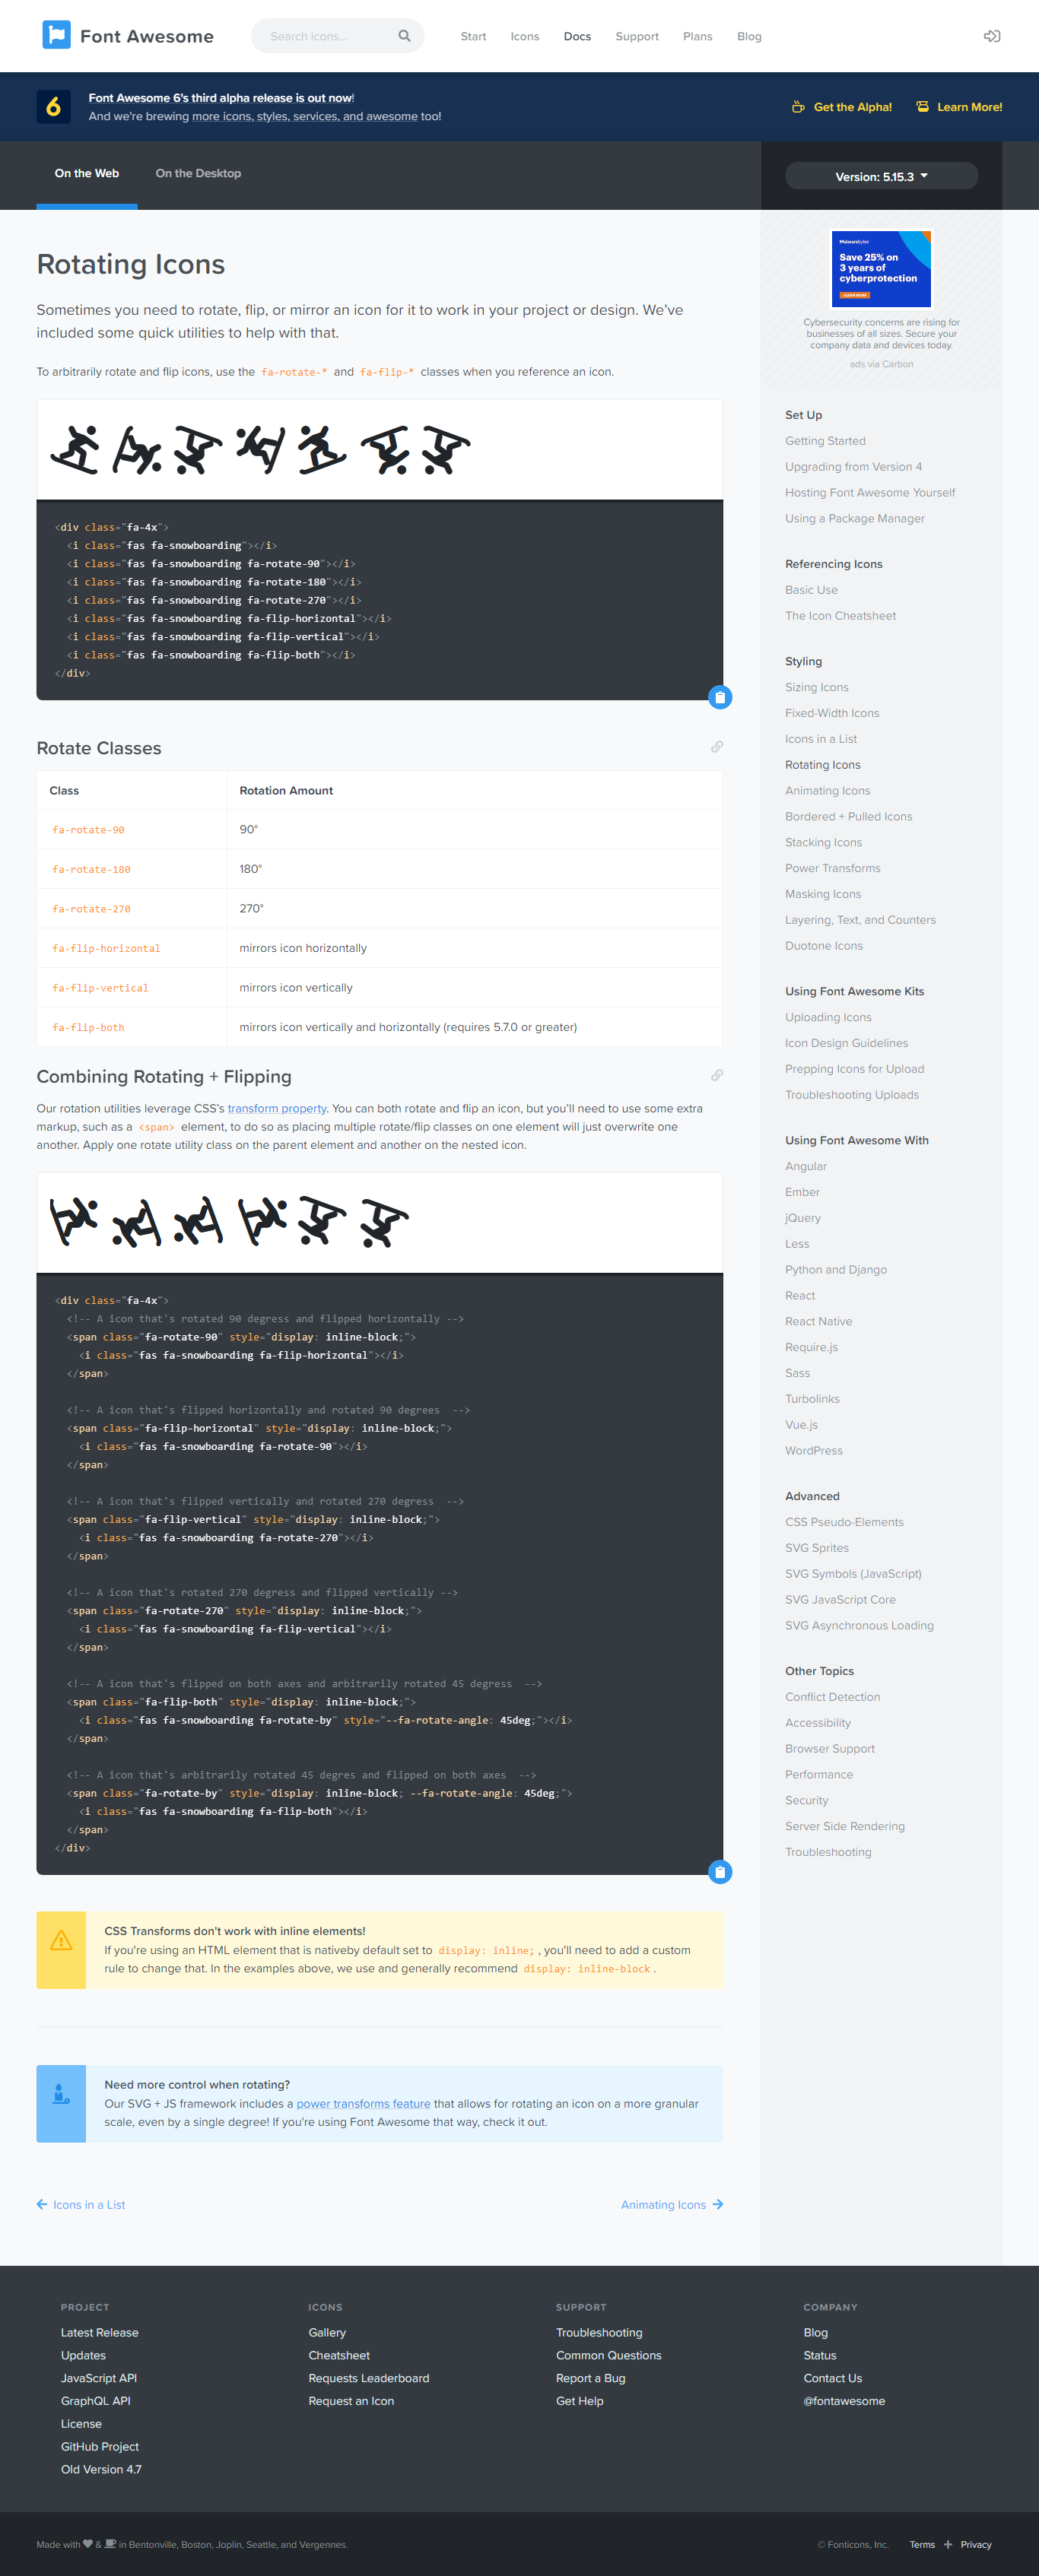 Font Awesome
Search icons...
Start Icons Docs Support Plans Blog
6
Font Awesome 6's third alpha release is out now!
And we're brewing more icons, styles, services, and awesome too!
Get the Alpha! Learn More!
On the Web On the Desktop
Version: 5.15.3
Rotating Icons
Sometimes you need to rotate, flip, or mirror an icon for it to work in your project or design. We've
included some quick utilities to help with that.
To arbitrarily rotate and flip icons, use the fa-rotate-* and fa-flip-* classes when you reference an icon.
<div class="fa-4x">
<i class="fas fa-snowboarding"></i>
<i class="fas fa-snowboarding fa-rotate-90"></i>
<i class="fas fa-snowboarding fa-rotate-180"></i>
<i class="fas fa-snowboarding fa-rotate-270"></i>
<i class="fas fa-snowboarding fa-flip-horizontal"></i>
<i class="fas fa-snowboarding fa-flip-vertical"></i>
<i class="fas fa-snowboarding fa-flip-both"></i>
</div>
Rotate Classes
Class Rotation Amount
fa-rotate-90 90°
fa-rotate-180 180°
fa-rotate-270 270°
fa-flip-horizontal mirrors icon horizontally
fa-flip-vertical mirrors icon vertically
fa-flip-both mirrors icon vertically and horizontally (requires 5.7.0 or greater)
Combining Rotating + Flipping
Our rotation utilities leverage CSS's transform property. You can both rotate and flip an icon, but you'll need to use some extra
markup, such as a <span> element, to do so as placing multiple rotate/flip classes on one element will just overwrite one
another. Apply one rotate utility class on the parent element and another on the nested icon.
<div class="fa-4x">
<!-- A icon that's rotated 90 degress and flipped horizontally -->
<span class="fa-rotate-90" style="display: inline-block;">
<i class="fas fa-snowboarding fa-flip-horizontal"></i>
</span>
<!-- A icon that's flipped horizontally and rotated 90 degrees -->
<span class="fa-flip-horizontal" style="display: inline-block;">
<i class="fas fa-snowboarding fa-rotate-90"></i>
</span>
<!-- A icon that's flipped vertically and rotated 270 degress -->
<span class="fa-flip-vertical" style="display: inline-block;">
<i class="fas fa-snowboarding fa-rotate-270"></i>
</span>
<!-- A icon that's rotated 270 degress and flipped vertically -->
<span class="fa-rotate-270" style="display: inline-block;">
<i class="fas fa-snowboarding fa-flip-vertical"></i>
</span>
<!-- A icon that's flipped on both axes and arbitrarily rotated 45 degress -->
<span class="fa-flip-both" style="display: inline-block;">
<i class="fas fa-snowboarding fa-rotate-by" style="--fa-rotate-angle: 45deg;"></i>
</span>
<!-- A icon that's arbitrarily rotated 45 degres and flipped on both axes -->
<span class="fa-rotate-by" style="display: inline-block; --fa-rotate-angle: 45deg;">
<i class="fas fa-snowboarding fa-flip-both"></i>
</span>
</div>
CSS Transforms don't work with inline elements!
If you're using an HTML element that is nativeby default set to display: inline; , you'll need to add a custom
rule to change that. In the examples above, we use and generally recommend display: inline-block .
Need more control when rotating?
Our SVG + JS framework includes a power transforms feature that allows for rotating an icon on a more granular
scale, even by a single degree! If you're using Font Awesome that way, check it out.
Icons in a List Animating Icons
Malwarebytes
Save 25% on
3 years of
cyberprotection
LEARN MORE
Cybersecurity concerns are rising for
businesses of all sizes. Secure your
company data and devices today.
ads via Carbon
Set Up
Getting Started
Upgrading from Version 4
Hosting Font Awesome Yourself
Using a Package Manager
Referencing Icons
Basic Use
The Icon Cheatsheet
Styling
Sizing Icons
Fixed-Width Icons
Icons in a List
Rotating Icons
Animating Icons
Bordered + Pulled Icons
Stacking Icons
Power Transforms
Masking Icons
Layering, Text, and Counters
Duotone Icons
Using Font Awesome Kits
Uploading Icons
Icon Design Guidelines
Prepping Icons for Upload
Troubleshooting Uploads
Using Font Awesome With
Angular
Ember
jQuery
Less
Python and Django
React
React Native
Require.js
Sass
Turbolinks
Vue.js
WordPress
Advanced
CSS Pseudo-Elements
SVG Sprites
SVG Symbols (JavaScript)
SVG JavaScript Core
SVG Asynchronous Loading
Other Topics
Conflict Detection
Accessibility
Browser Support
Performance
Security
Server Side Rendering
Troubleshooting
PROJECT
Latest Release
Updates
JavaScript API
GraphQL API
License
GitHub Project
Old Version 4.7
ICONS
Gallery
Cheatsheet
Requests Leaderboard
Request an Icon
SUPPORT
Troubleshooting
Common Questions
Report a Bug
Get Help
COMPANY
Blog
Status
Contact Us
@fontawesome
Made with & in Bentonville, Boston, Joplin, Seattle, and Vergennes.
© Fonticons, Inc. Terms Privacy